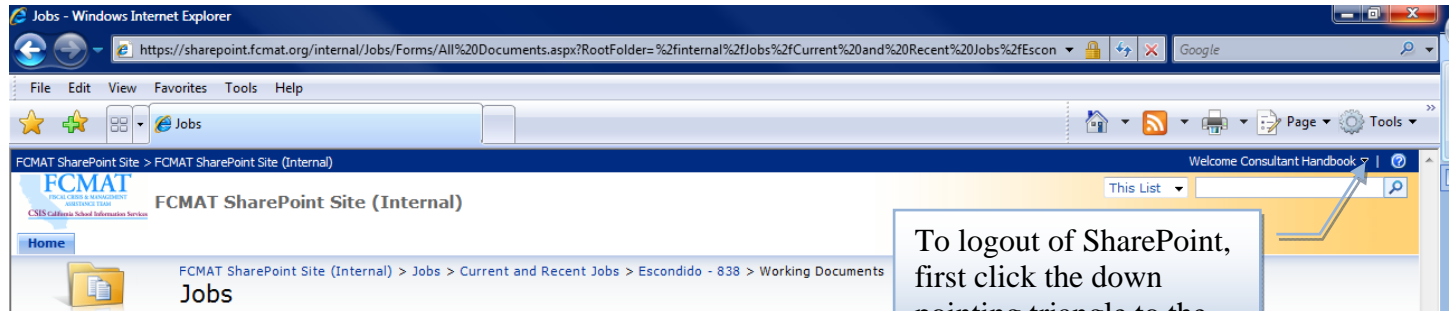 Jobs - Windows Internet Explorer
https://sharepoint.fcmat.org/internal/Jobs/Forms/All%20Documents.aspx?RootFolder=%2finternal%2fJobs%2fCurrent%20and%20Recent%20Jobs%2fEscon
Google
File Edit View Favorites Tools Help
Jobs
Page Tools
FCMAT SharePoint Site > FCMAT SharePoint Site (Internal)
Welcome Consultant Handbook |
FCMAT
FISCAL CRISIS & MANAGEMENT
ASSISTANCE TEAM
CSIS California School Information Services
FCMAT SharePoint Site (Internal)
This List
Home
To logout of SharePoint,
first click the down
pointing triangle to the
FCMAT SharePoint Site (Internal) > Jobs > Current and Recent Jobs > Escondido - 838 > Working Documents
Jobs